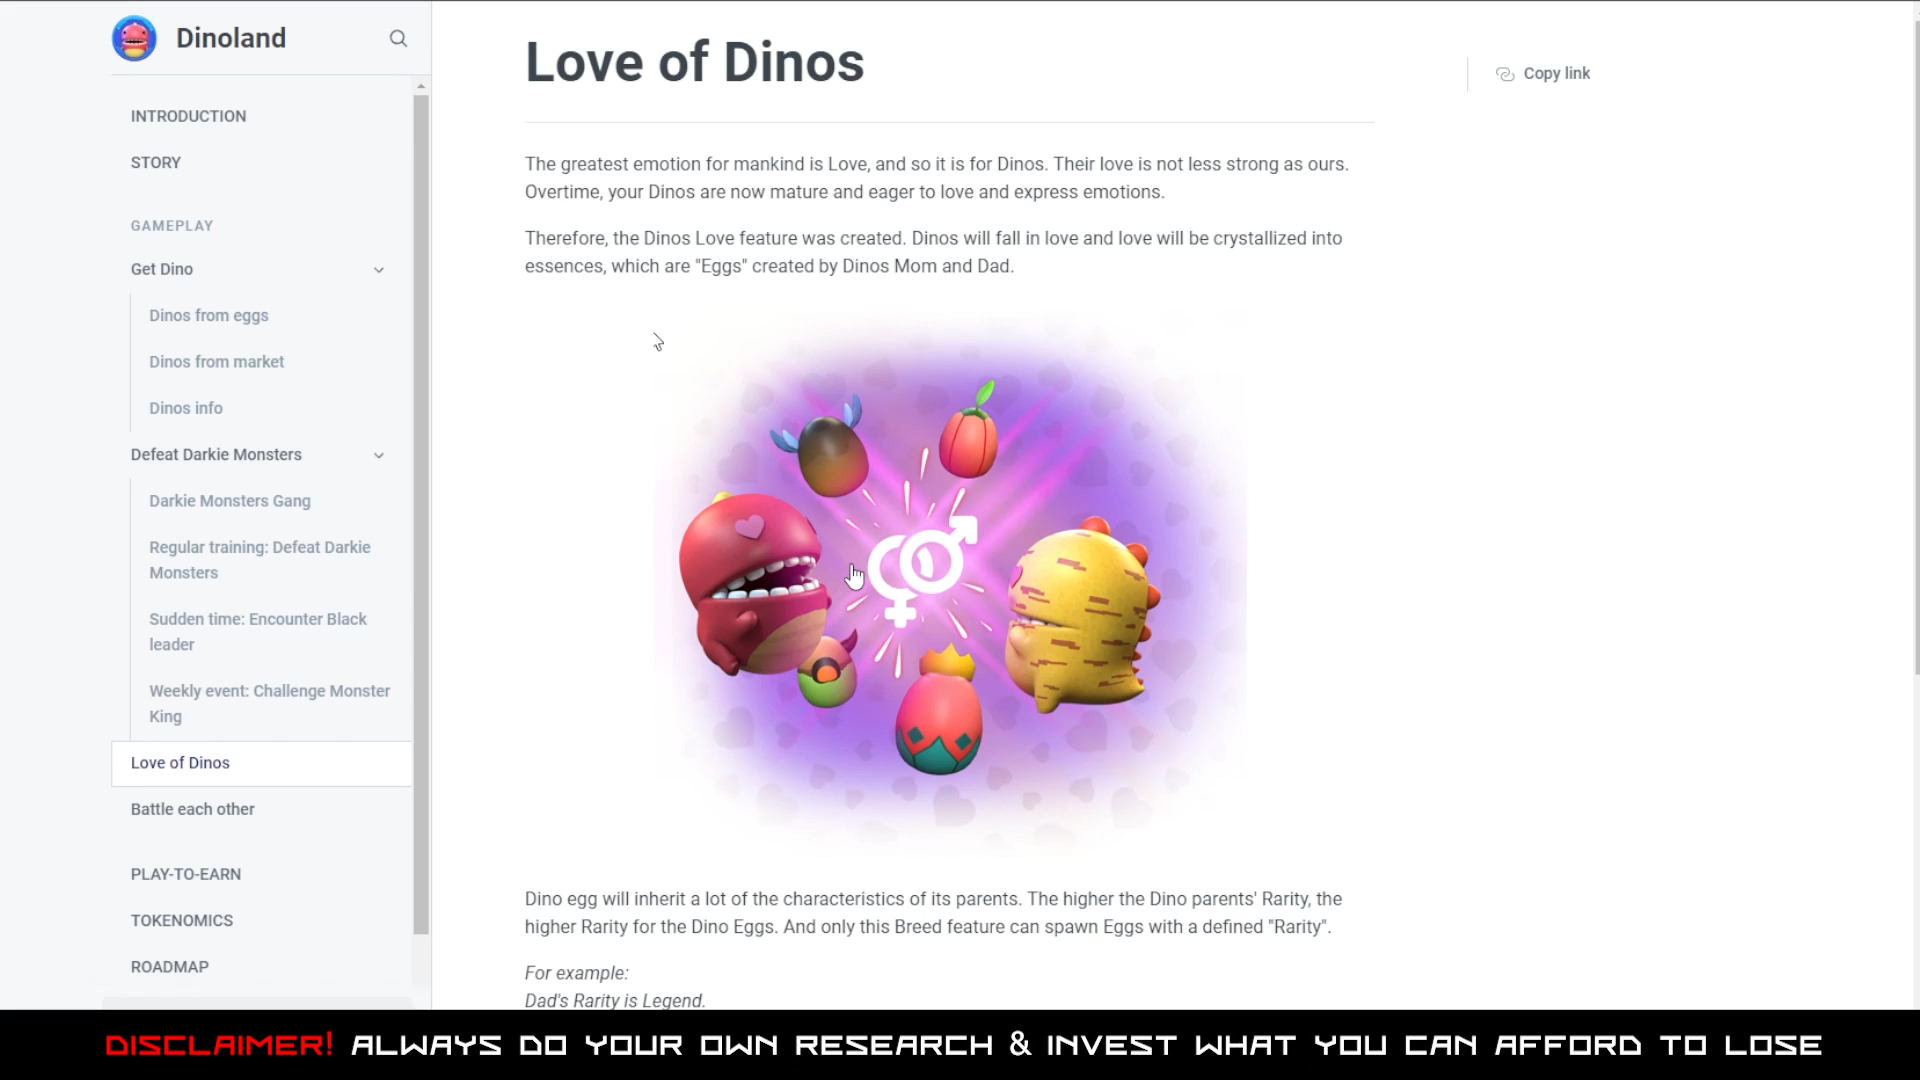 Dinoland
INTRODUCTION
STORY
GAMEPLAY
Get Dino
Dinos from eggs
Dinos from market
Dinos info
Defeat Darkie Monsters
Darkie Monsters Gang
Regular training: Defeat Darkie
Monsters
Sudden time: Encounter Black
leader
Weekly event: Challenge Monster
King
Love of Dinos
Battle each other
PLAY-TO-EARN
TOKENOMICS
ROADMAP
Love of Dinos
Copy link
The greatest emotion for mankind is Love, and so it is for Dinos. Their love is not less strong as ours.
Overtime, your Dinos are now mature and eager to love and express emotions.
Therefore, the Dinos Love feature was created. Dinos will fall in love and love will be crystallized into
essences, which are "Eggs" created by Dinos Mom and Dad.
Dino egg will inherit a lot of the characteristics of its parents. The higher the Dino parents' Rarity, the
higher Rarity for the Dino Eggs. And only this Breed feature can spawn Eggs with a defined "Rarity".
For example:
Dad's Rarity is Legend.
DISCLAIMER! ALWAYS DO YOUR OWN RESEARCH & INVEST WHAT YOU CAN AFFORD TO LOSE